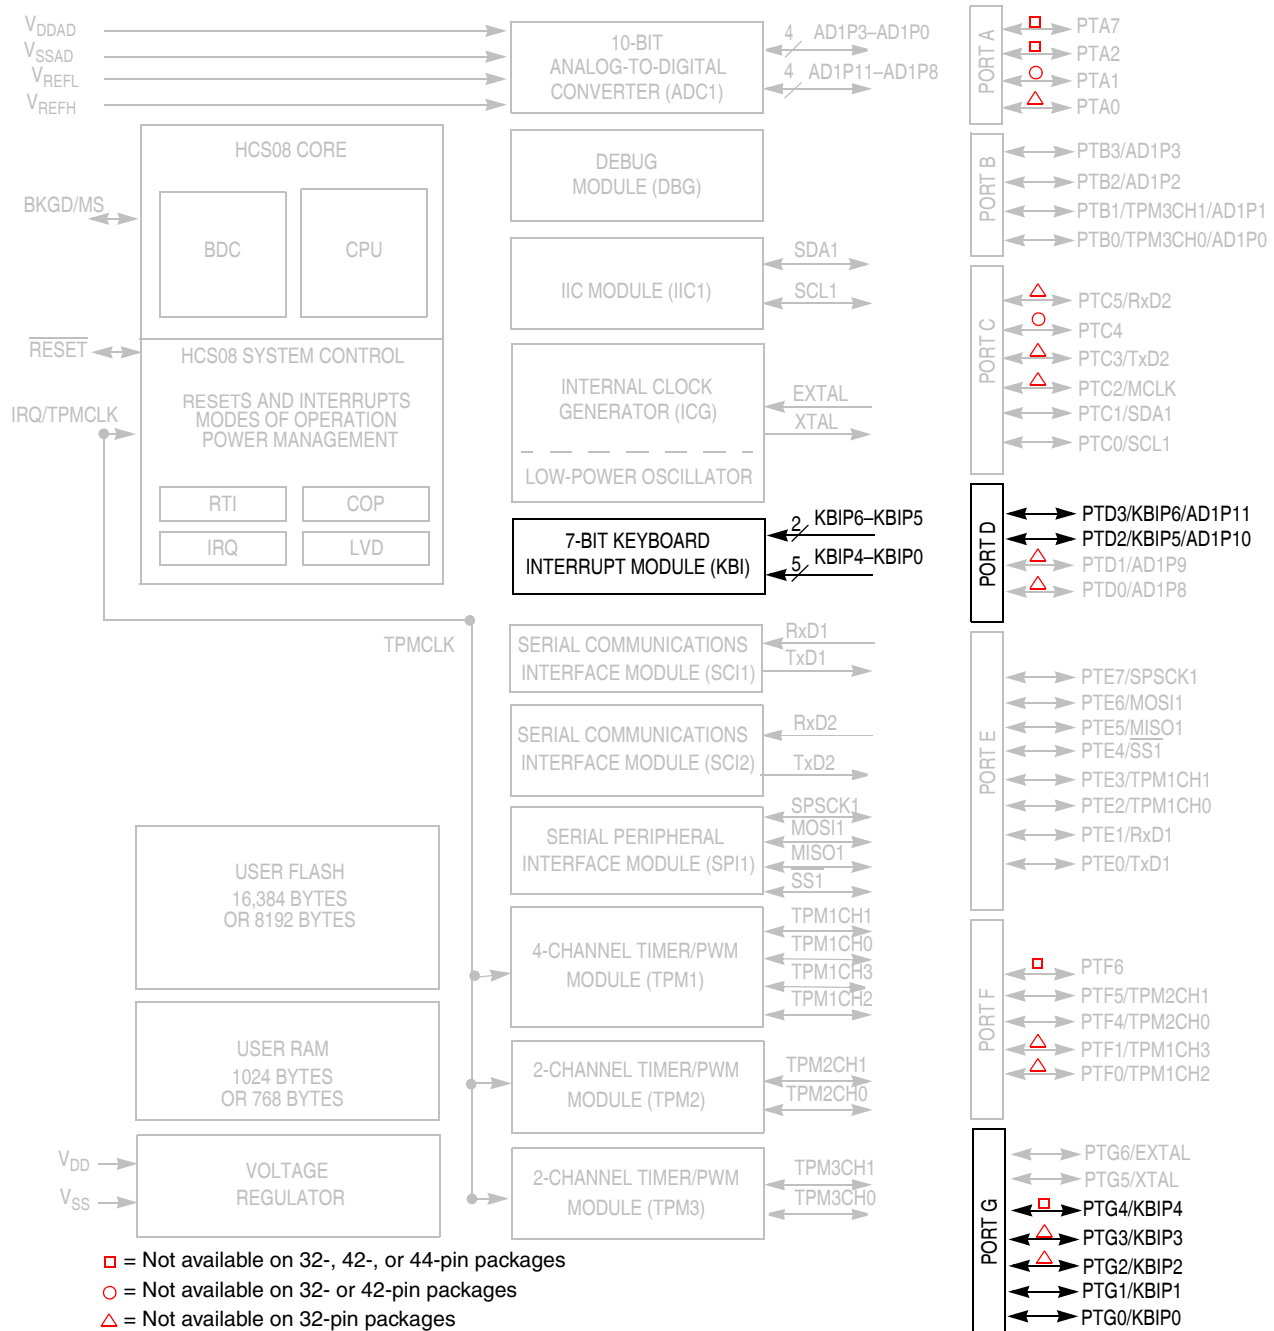 VDDAD
VSSAD
VREFL
VREFH
10-BIT
ANALOG-TO-DIGITAL
CONVERTER (ADC1)
4 AD1P3–AD1P0
4 AD1P11–AD1P8
HCS08 CORE
BDC
CPU
BKGD/MS
RESET
IRQ/TPMCLK
HCS08 SYSTEM CONTROL
RESETS AND INTERRUPTS
MODES OF OPERATION
POWER MANAGEMENT
RTI
COP
IRQ
LVD
DEBUG
MODULE (DBG)
IIC MODULE (IIC1)
SDA1
SCL1
INTERNAL CLOCK
GENERATOR (ICG)
LOW-POWER OSCILLATOR
EXTAL
XTAL
7-BIT KEYBOARD
INTERRUPT MODULE (KBI)
2 KBIP6–KBIP5
5 KBIP4–KBIP0
TPMCLK
SERIAL COMMUNICATIONS
INTERFACE MODULE (SCI1)
RxD1
TxD1
SERIAL COMMUNICATIONS
INTERFACE MODULE (SCI2)
RxD2
TxD2
SERIAL PERIPHERAL
INTERFACE MODULE (SPI1)
SPSCK1
MOSI1
MISO1
SS1
4-CHANNEL TIMER/PWM
MODULE (TPM1)
TPM1CH1
TPM1CH0
TPM1CH3
TPM1CH2
2-CHANNEL TIMER/PWM
MODULE (TPM2)
TPM2CH1
TPM2CH0
2-CHANNEL TIMER/PWM
MODULE (TPM3)
TPM3CH1
TPM3CH0
USER FLASH
16,384 BYTES
OR 8192 BYTES
USER RAM
1024 BYTES
OR 768 BYTES
VDD
VSS
VOLTAGE
REGULATOR
PORT A
PTA7
PTA2
PTA1
PTA0
PORT B
PTB3/AD1P3
PTB2/AD1P2
PTB1/TPM3CH1/AD1P1
PTB0/TPM3CH0/AD1P0
PORT C
PTC5/RxD2
PTC4
PTC3/TxD2
PTC2/MCLK
PTC1/SDA1
PTC0/SCL1
PORT D
PTD3/KBIP6/AD1P11
PTD2/KBIP5/AD1P10
PTD1/AD1P9
PTD0/AD1P8
PORT E
PTE7/SPSCK1
PTE6/MOSI1
PTE5/MISO1
PTE4/SS1
PTE3/TPM1CH1
PTE2/TPM1CH0
PTE1/RxD1
PTE0/TxD1
PORT F
PTF6
PTF5/TPM2CH1
PTF4/TPM2CH0
PTF1/TPM1CH3
PTF0/TPM1CH2
PORT G
PTG6/EXTAL
PTG5/XTAL
PTG4/KBIP4
PTG3/KBIP3
PTG2/KBIP2
PTG1/KBIP1
PTG0/KBIP0
= Not available on 32-, 42-, or 44-pin packages
= Not available on 32- or 42-pin packages
= Not available on 32-pin packages